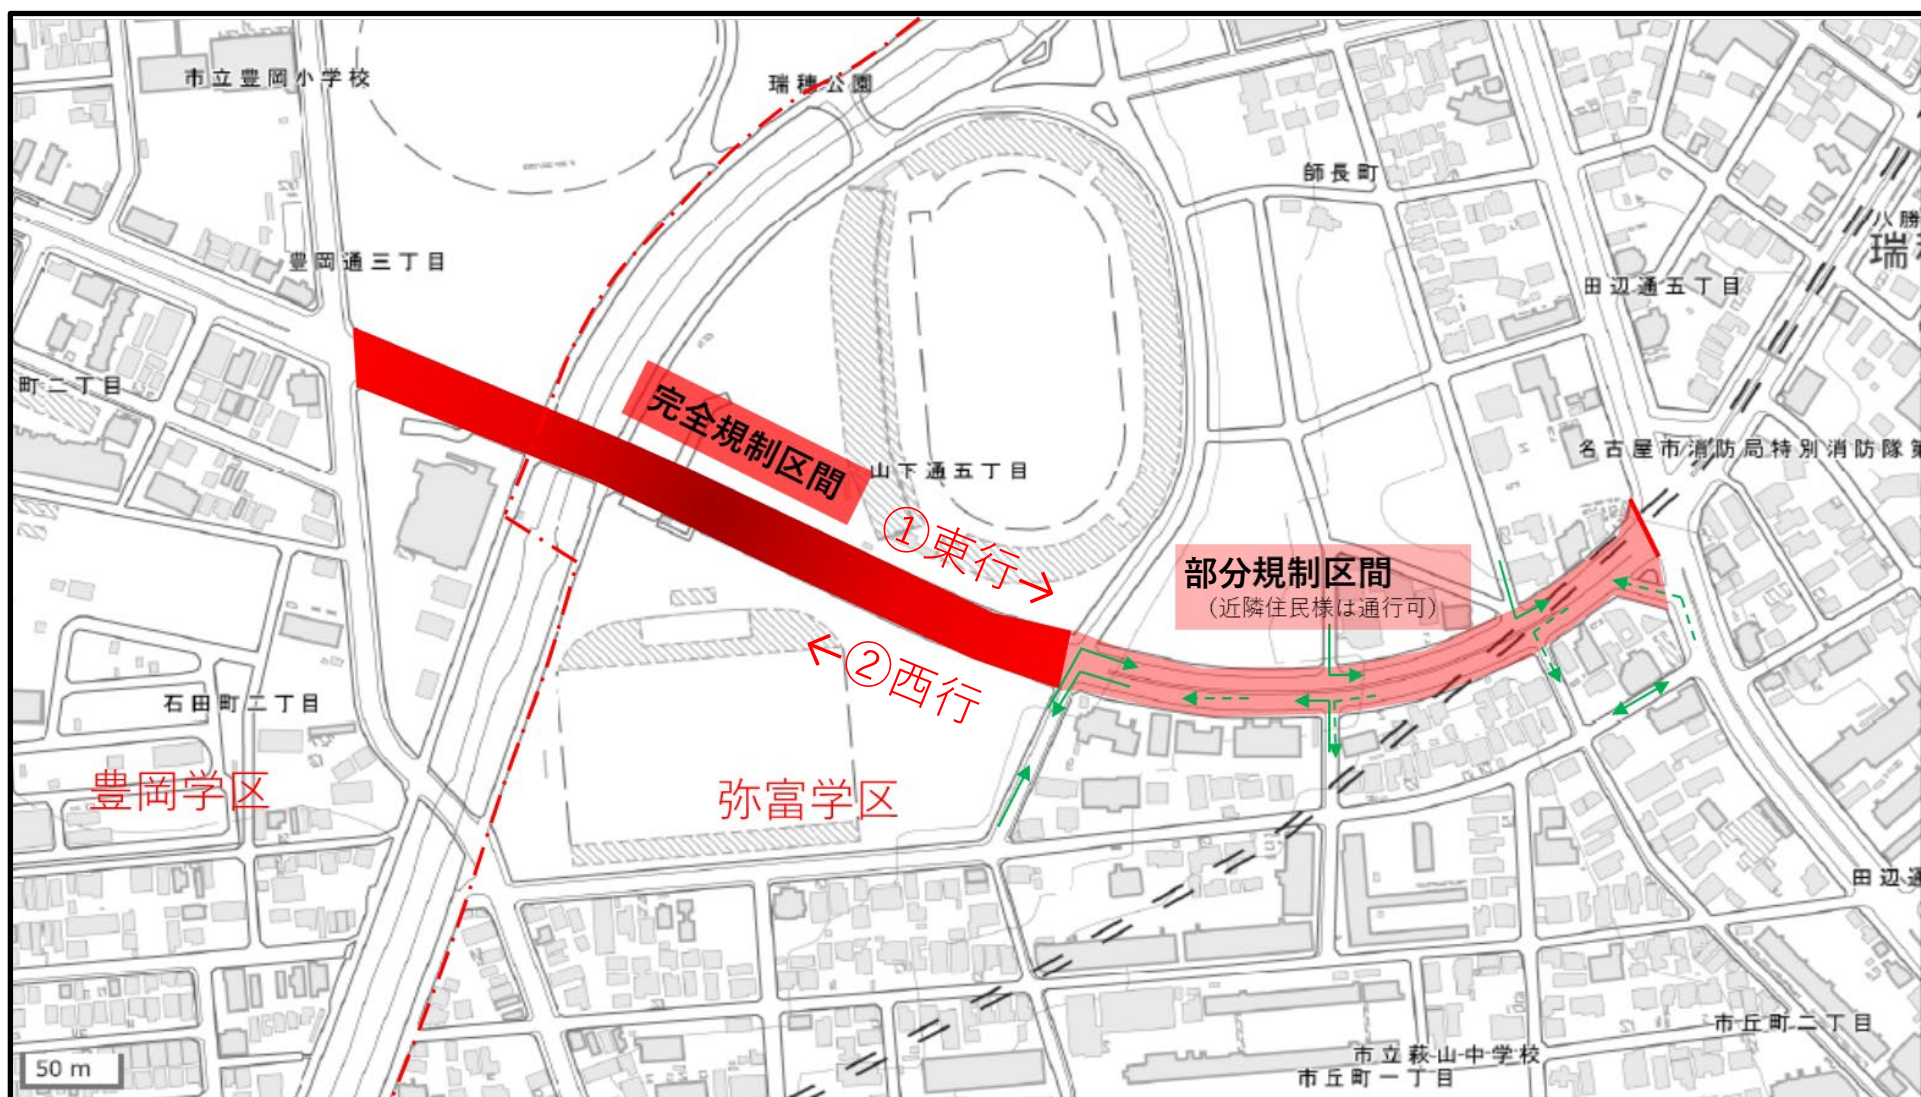 市立豊岡小学校
瑞穂公園
師長町
八勝
瑞
豊岡通三丁目
田辺通五丁目
町二丁目
完全規制区間
山下通五丁目
名古屋市消防局特別消防隊第
①東行→
部分規制区間
（近隣住民様は通行可）
←②西行
石田町二丁目
豊岡学区
弥富学区
田辺通
市丘町二丁目
市立萩山中学校
市丘町一丁目
50 m